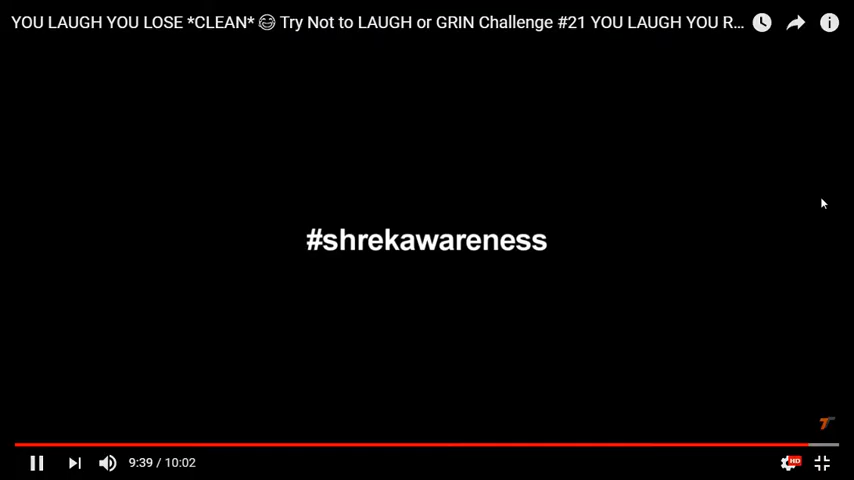 YOU LAUGH YOU LOSE *CLEAN* 😂 Try Not to LAUGH or GRIN Challenge #21 YOU LAUGH YOU R...
#shrekawareness
9:39 / 10:02
HD